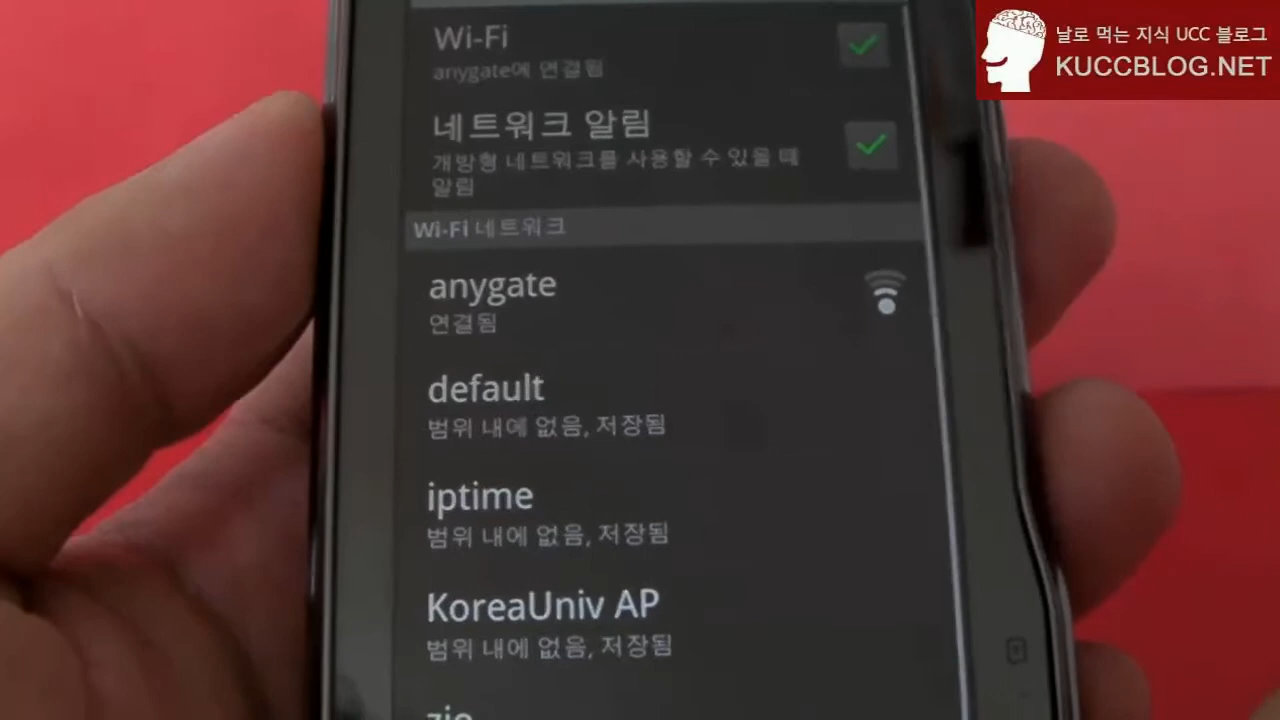 날로 먹는 지식 UCC 블로그
KUCCBLOG.NET
Wi-Fi
anygate에 연결됨
네트워크 알림
개방형 네트워크를 사용할 수 있을 때
알림
Wi-Fi 네트워크
anygate
연결됨
default
범위 내에 없음, 저장됨
iptime
범위 내에 없음, 저장됨
KoreaUniv AP
범위 내에 없음, 저장됨